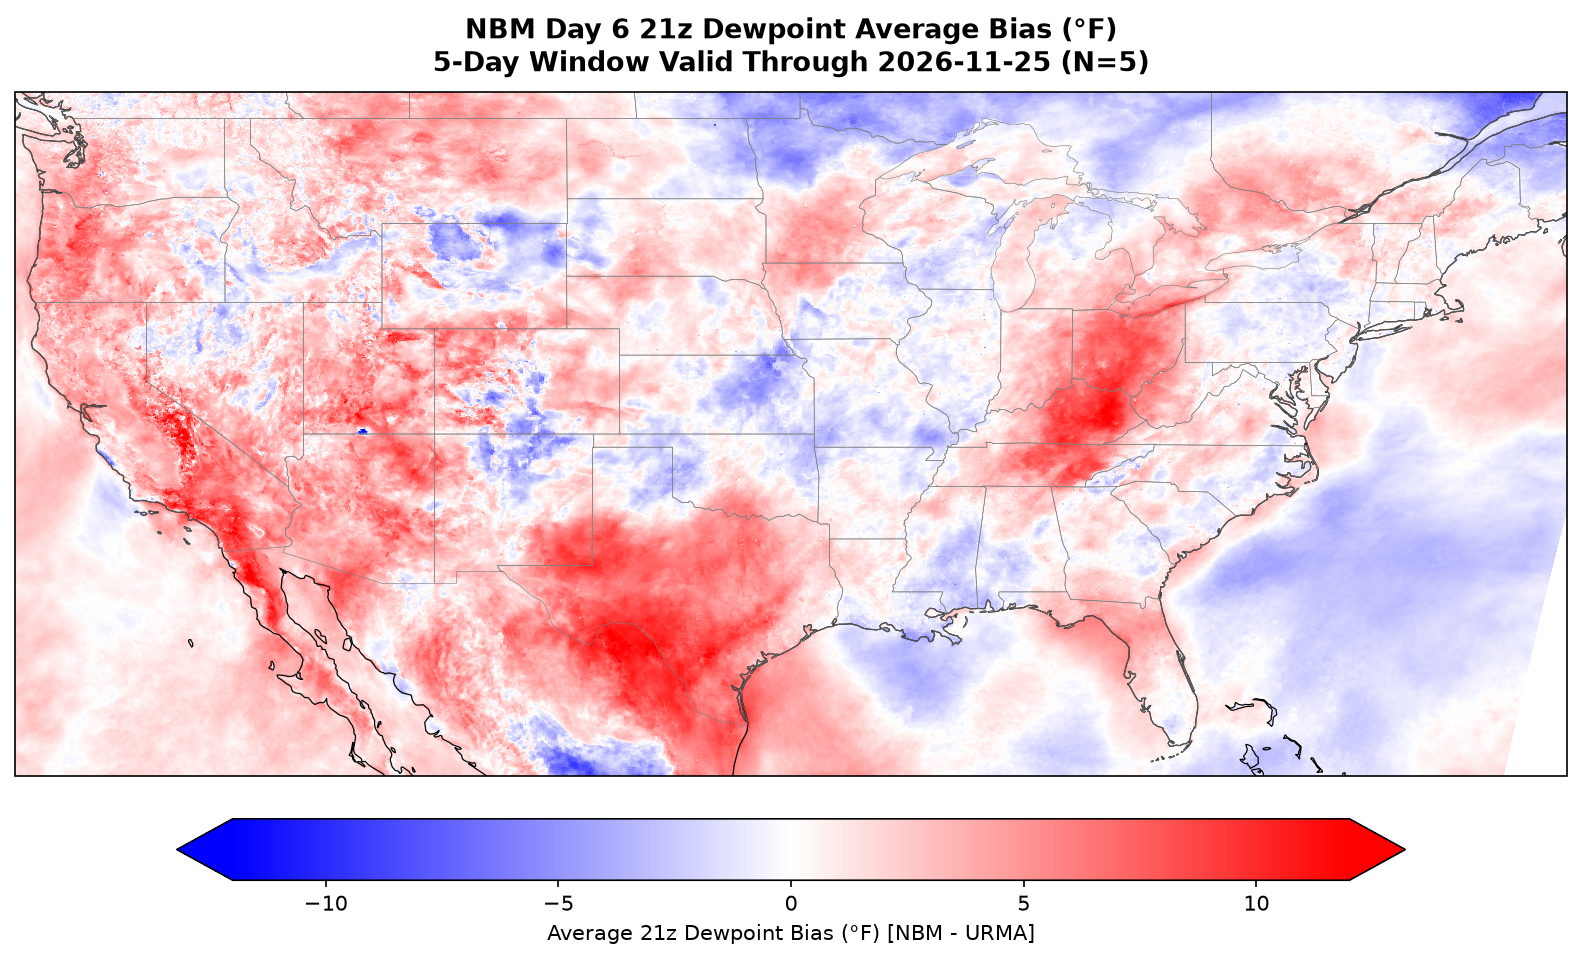 NBM Day 6 21z Dewpoint Average Bias (°F)
5-Day Window Valid Through 2026-11-25 (N=5)
−10 −5 0 5 10
Average 21z Dewpoint Bias (°F) [NBM - URMA]